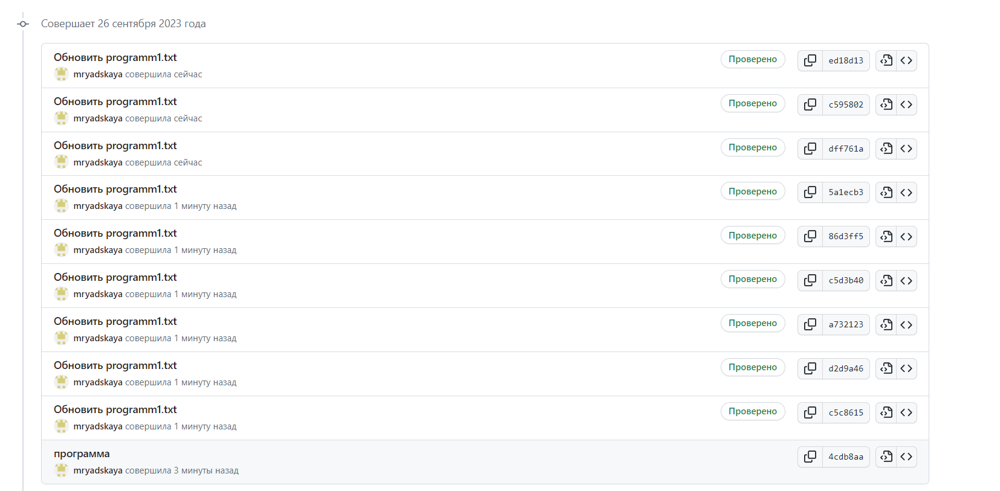 Совершает 26 сентября 2023 года
Обновить programm1.txt
Проверено
ed18d13
mryadskaya совершила сейчас
Обновить programm1.txt
Проверено
c595802
mryadskaya совершила сейчас
Обновить programm1.txt
Проверено
dff761a
mryadskaya совершила сейчас
Обновить programm1.txt
Проверено
5a1ecb3
mryadskaya совершила 1 минуту назад
Обновить programm1.txt
Проверено
86d3ff5
mryadskaya совершила 1 минуту назад
Обновить programm1.txt
Проверено
c5d3b40
mryadskaya совершила 1 минуту назад
Обновить programm1.txt
Проверено
a732123
mryadskaya совершила 1 минуту назад
Обновить programm1.txt
Проверено
d2d9a46
mryadskaya совершила 1 минуту назад
Обновить programm1.txt
Проверено
c5c8615
mryadskaya совершила 1 минуту назад
программа
4cdb8aa
mryadskaya совершила 3 минуты назад